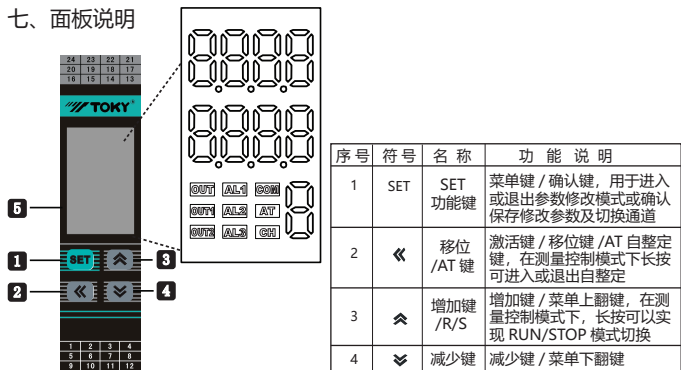 七、面板说明
24 23 22 21
20 19 18 17
16 15 14 13
TOKY®
8.8.8.8
8.8.8.8
OUT AL1 COM 8
OUT1 AL2 AT
OUT2 AL3 CH
5
1 SET 3
2 4
1 2 3 4
5 6 7 8
9 10 11 12
序号 符号 名称 功能说明
1 SET SET 功能键 菜单键 / 确认键，用于进入
或退出参数修改模式或确认
保存修改参数及切换通道
2 « 移位 /AT 键 激活键 / 移位键 /AT 自整定
键，在测量控制模式下长按
可进入或退出自整定
3 增加键 /R/S 增加键 / 菜单上翻键，在测
量控制模式下，长按可以实
现 RUN/STOP 模式切换
4 减少键 减少键 / 菜单下翻键